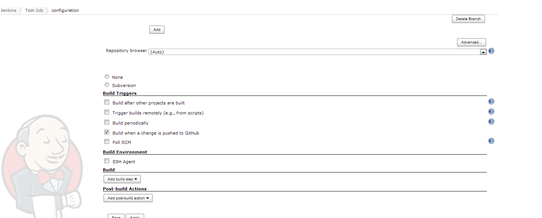 Jenkins Test-Job configuration
Delete Branch
Add
Advanced...
Repository browser (Auto)
None
Subversion
Build Triggers
Build after other projects are built
Trigger builds remotely (e.g., from scripts)
Build periodically
Build when a change is pushed to GitHub
Poll SCM
Build Environment
SSH Agent
Build
Add build step
Post-build Actions
Add post-build action
Save Apply